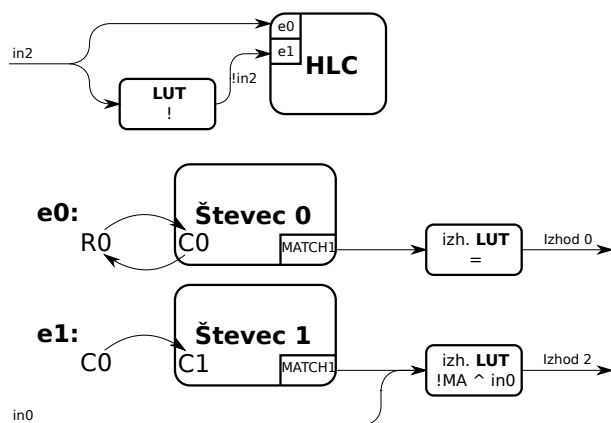 in2
e0
e1
HLC
LUT
!
!in2
e0:
R0
Števec 0
C0
MATCH1
izh. LUT
=
Izhod 0
e1:
C0
Števec 1
C1
MATCH1
izh. LUT
!MA ^ in0
Izhod 2
in0